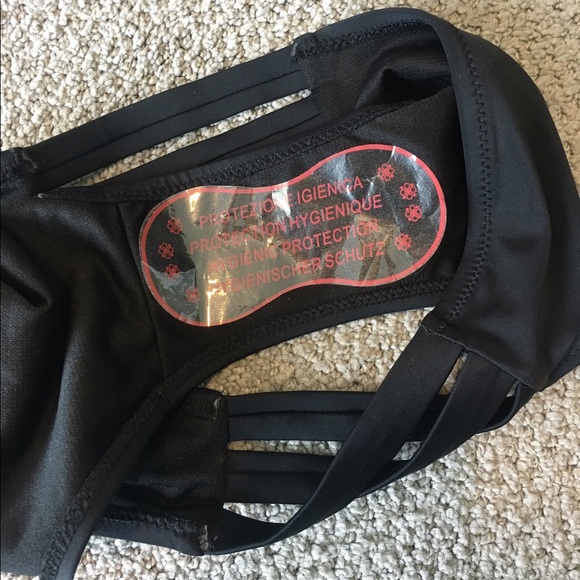 PROTEZIONE IGIENICA
PROTECTION HYGIENIQUE
HYGIENIC PROTECTION
HYGIENISCHER SCHUTZ